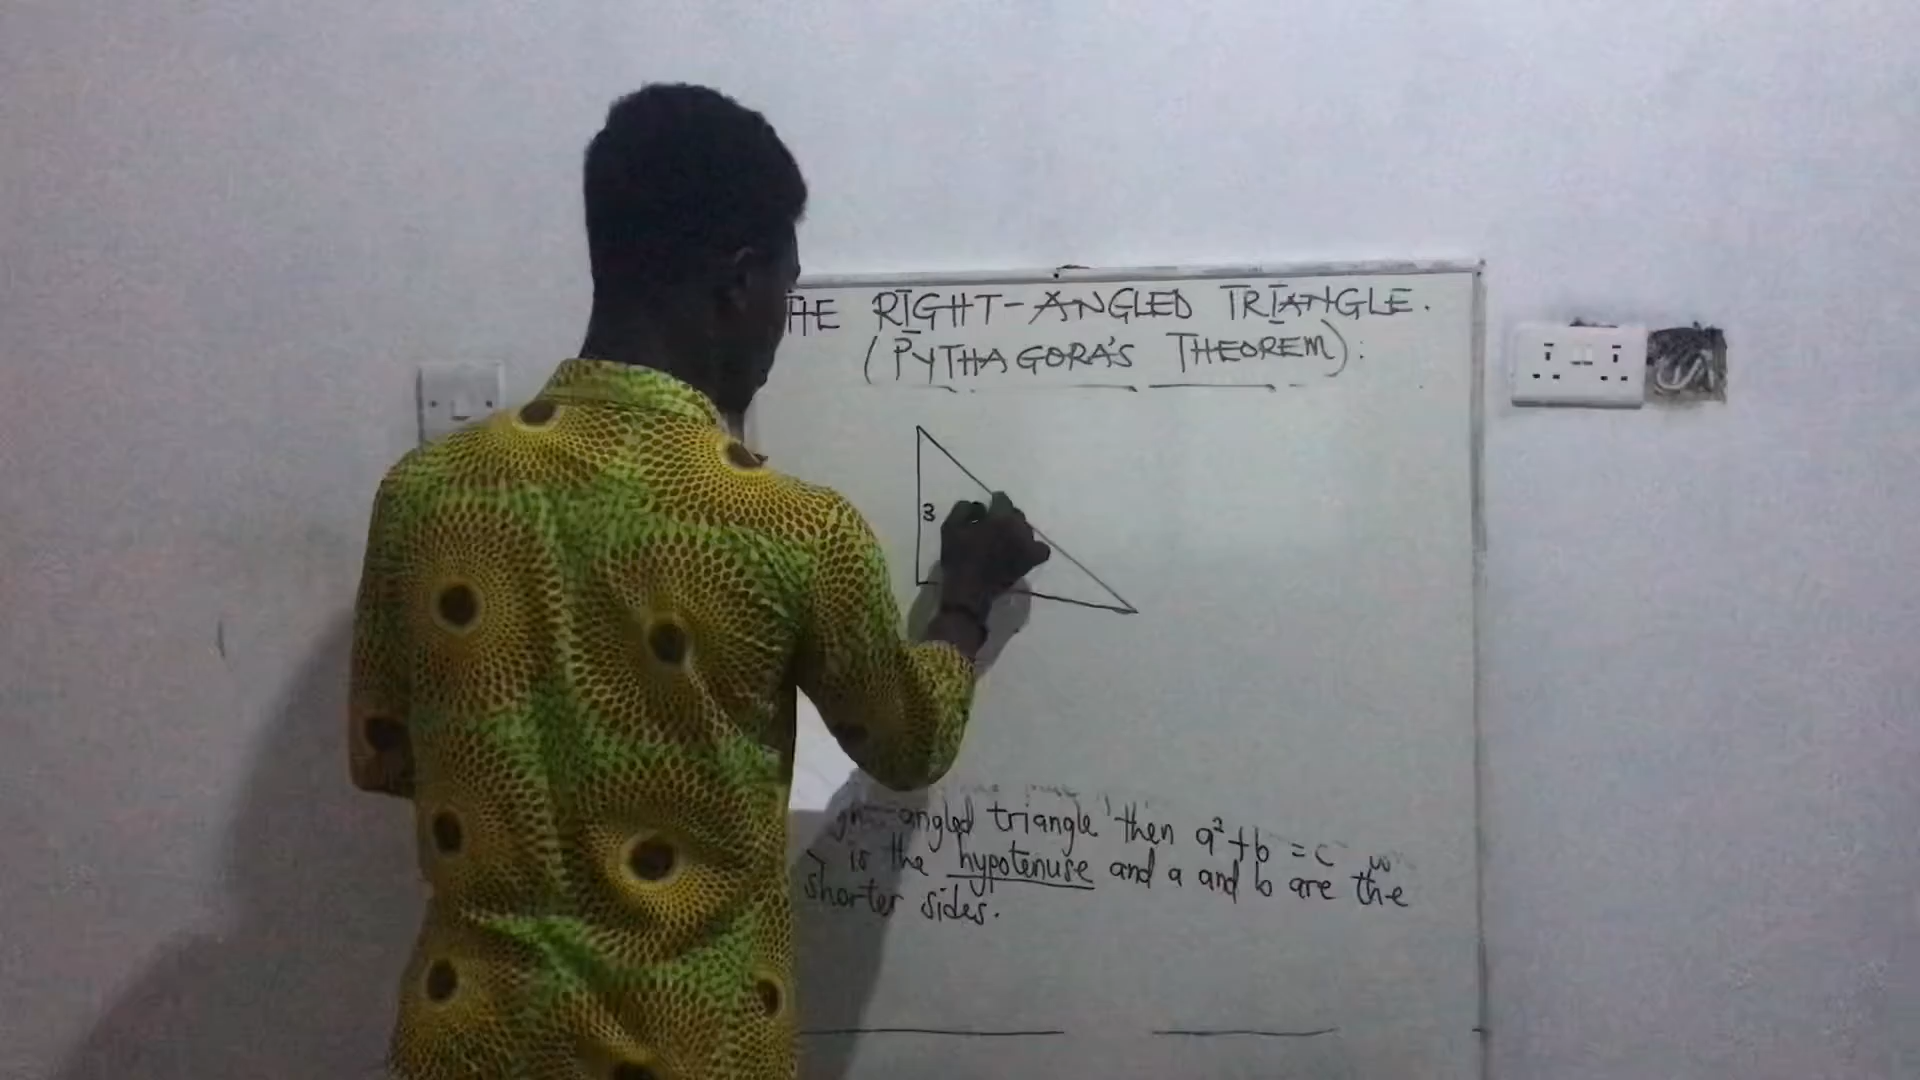 THE RIGHT-ANGLED TRIANGLE.
(PYTHAGORA'S THEOREM):
3
angled triangle then a²+b = c
is the hypotenuse and a and b are the
shorter sides.